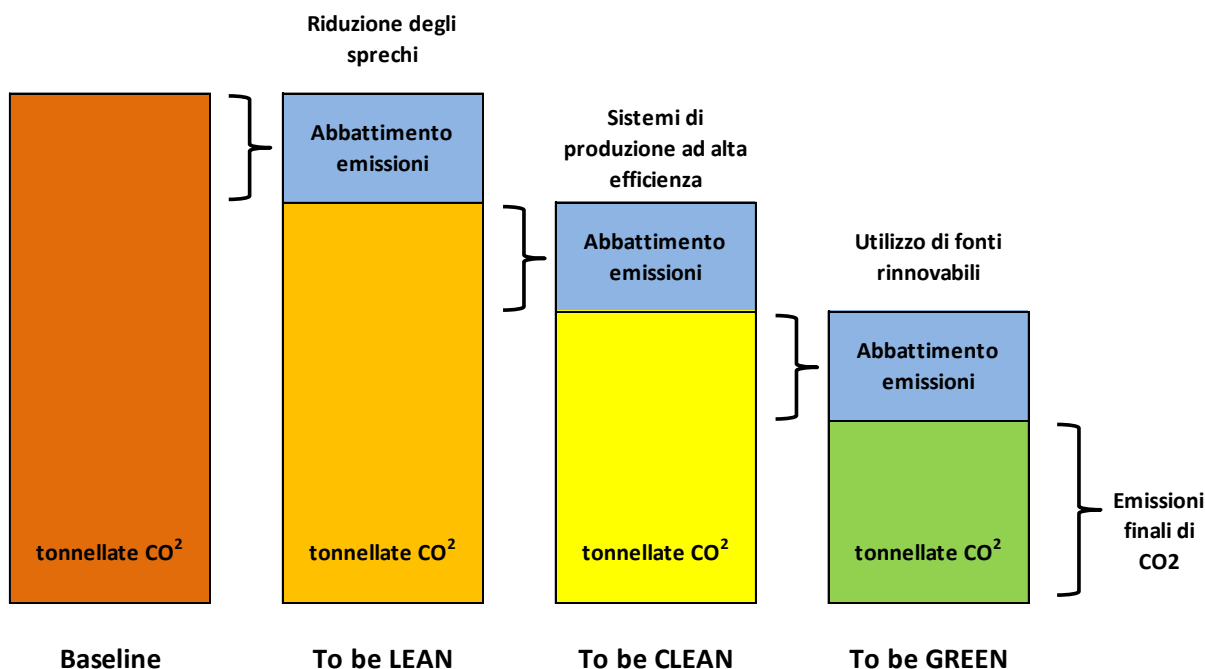 Riduzione degli
sprechi
Abbattimento
emissioni
Sistemi di
produzione ad alta
efficienza
Abbattimento
emissioni
Utilizzo di fonti
rinnovabili
Abbattimento
emissioni
tonnellate CO²
tonnellate CO²
tonnellate CO²
tonnellate CO²
Emissioni
finali di
CO2
Baseline
To be LEAN
To be CLEAN
To be GREEN